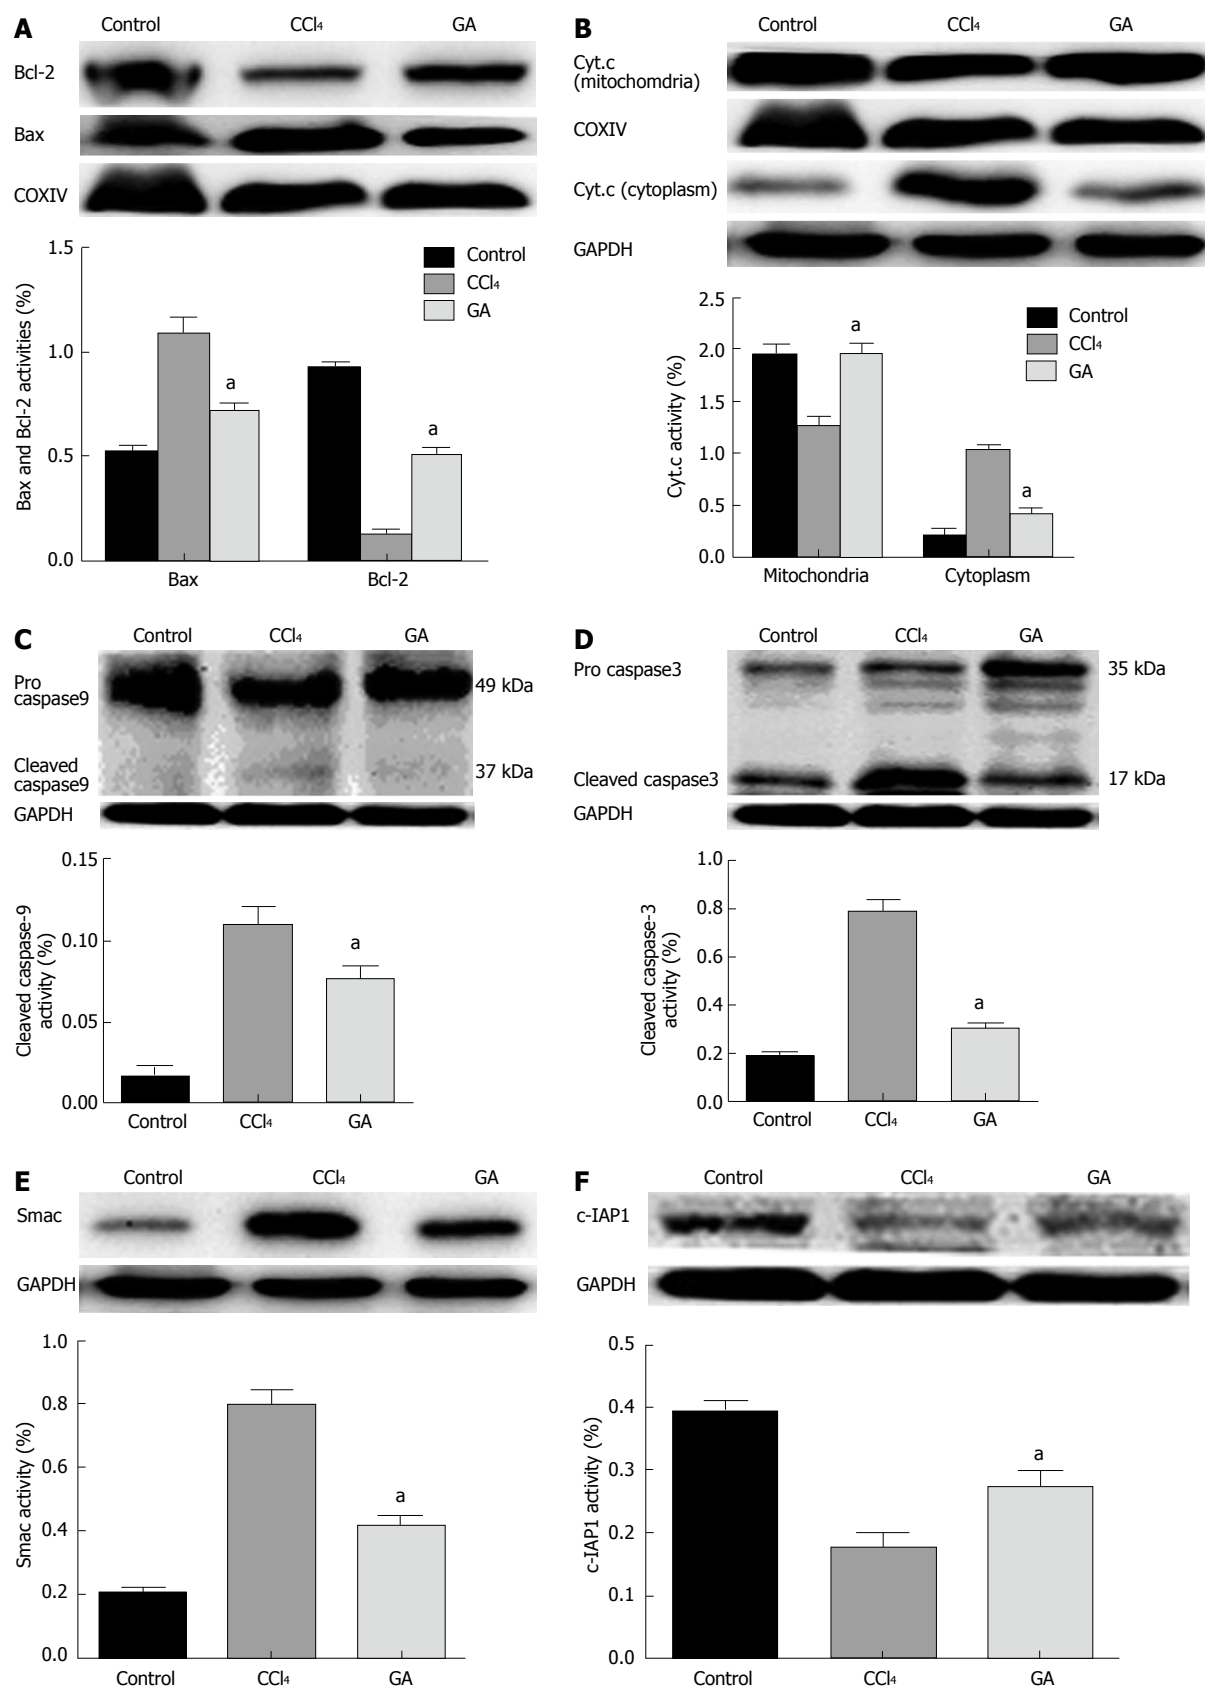 A
Control CCl₄ GA
Bcl-2
Bax
COXIV
1.5
1.0
0.5
0.0
Bax and Bcl-2 activities (%)
Control
CCl₄
GA
a
a
Bax Bcl-2
B
Control CCl₄ GA
Cyt.c
(mitochomdria)
COXIV
Cyt.c (cytoplasm)
GAPDH
2.5
2.0
1.5
1.0
0.5
0.0
Cyt.c activity (%)
Control
CCl₄
GA
a
a
Mitochondria Cytoplasm
C
Control CCl₄ GA
Pro
caspase9
49 kDa
Cleaved
caspase9
37 kDa
GAPDH
0.15
0.10
0.05
0.00
Cleaved caspase-9
activity (%)
a
Control CCl₄ GA
D
Control CCl₄ GA
Pro caspase3
35 kDa
Cleaved caspase3
17 kDa
GAPDH
1.0
0.8
0.6
0.4
0.2
0.0
Cleaved caspase-3
activity (%)
a
Control CCl₄ GA
E
Control CCl₄ GA
Smac
GAPDH
1.0
0.8
0.6
0.4
0.2
0.0
Smac activity (%)
a
Control CCl₄ GA
F
Control CCl₄ GA
c-IAP1
GAPDH
0.5
0.4
0.3
0.2
0.1
0.0
c-IAP1 activity (%)
a
Control CCl₄ GA